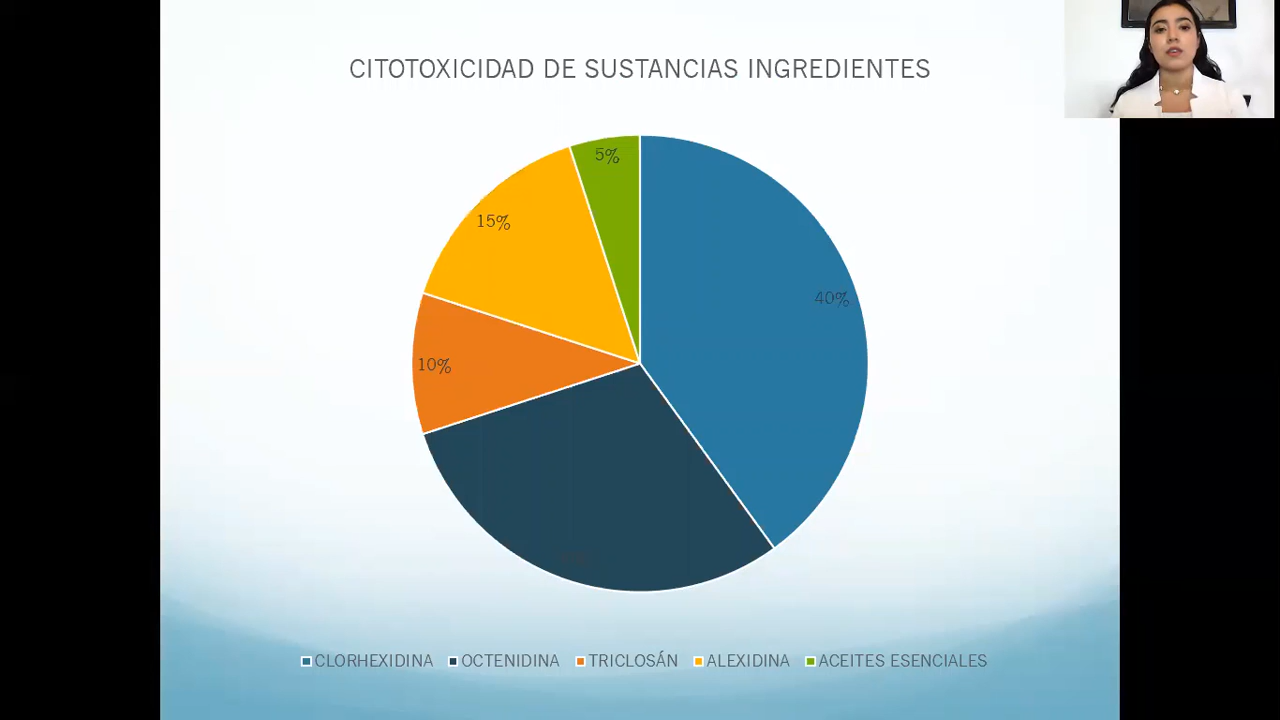 CITOTOXICIDAD DE SUSTANCIAS INGREDIENTES
5%
15%
40%
10%
CLORHEXIDINA OCTENIDINA TRICLOSÁN ALEXIDINA ACEITES ESENCIALES